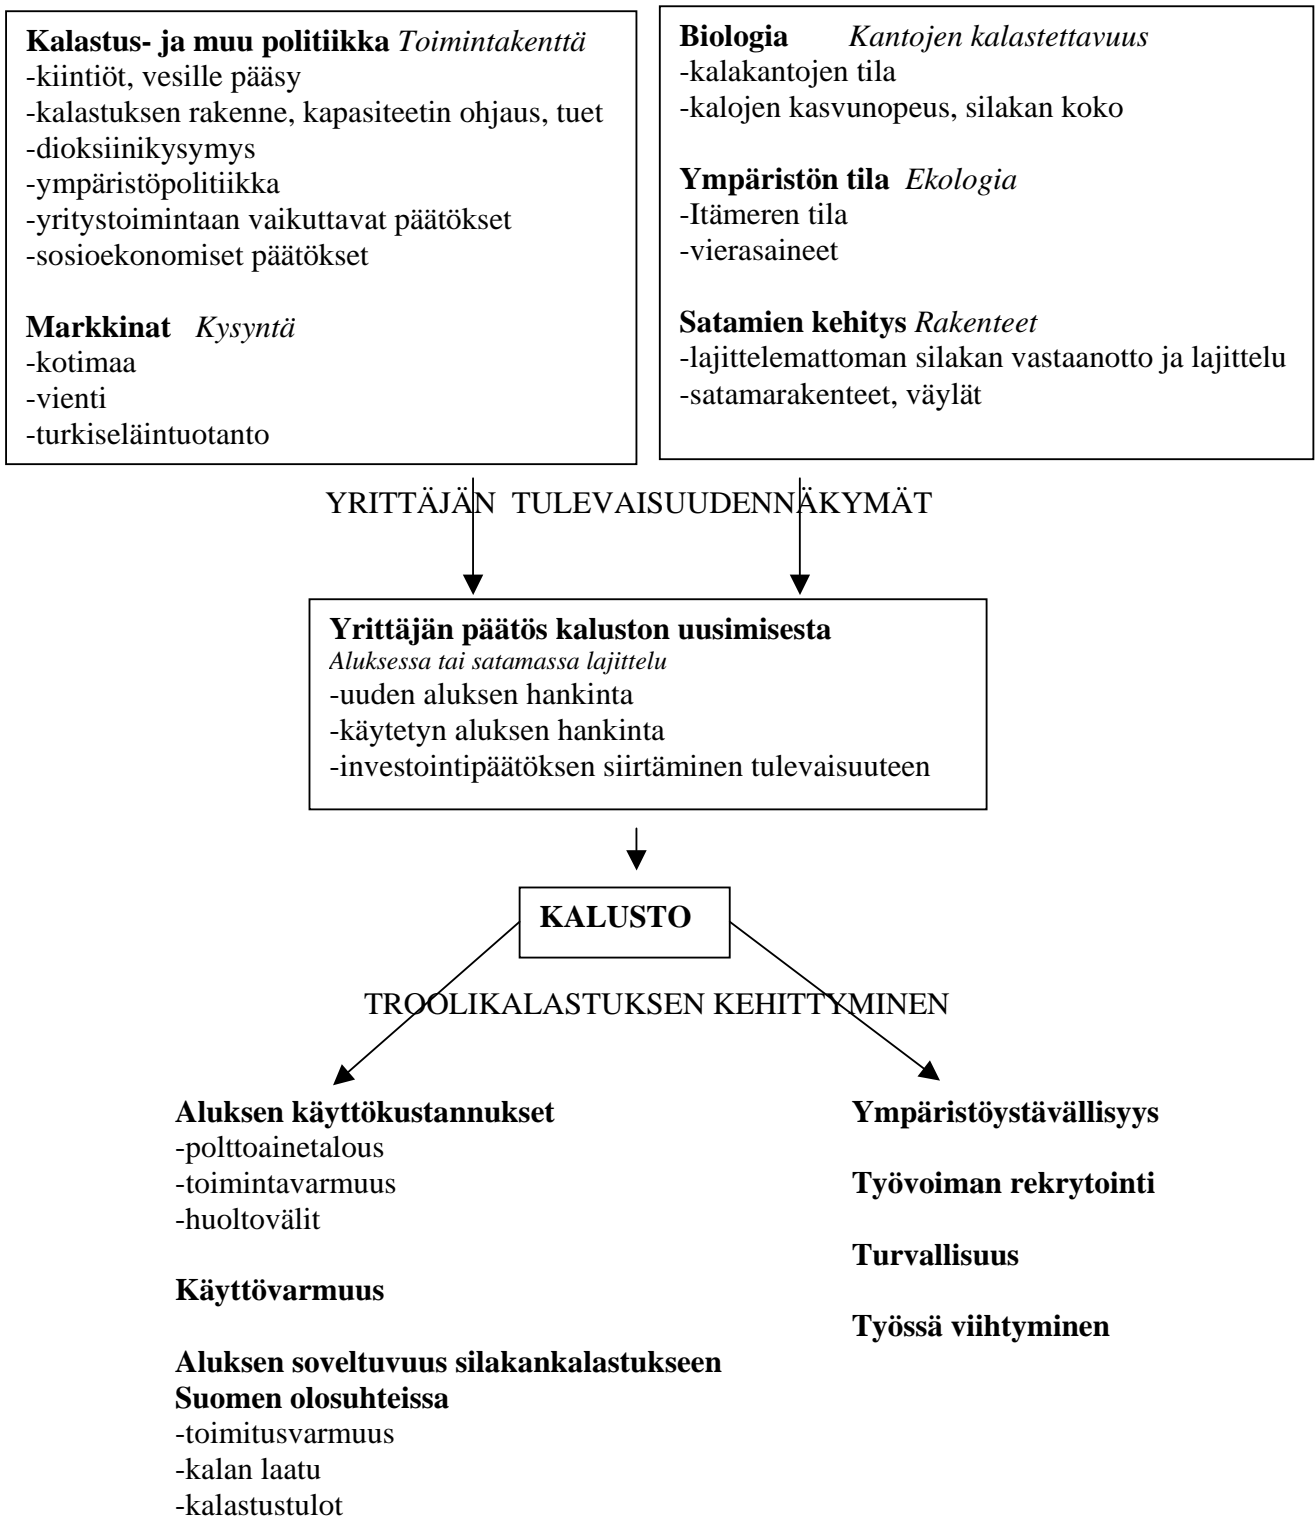 Kalastus- ja muu politiikka Toimintakenttä
-kiintiöt, vesille pääsy
-kalastuksen rakenne, kapasiteetin ohjaus, tuet
-dioksiinikysymys
-ympäristöpolitiikka
-yritystoimintaan vaikuttavat päätökset
-sosioekonomiset päätökset
Markkinat Kysyntä
-kotimaa
-vienti
-turkiseläintuotanto
Biologia Kantojen kalastettavuus
-kalakantojen tila
-kalojen kasvunopeus, silakan koko
Ympäristön tila Ekologia
-Itämeren tila
-vierasaineet
Satamien kehitys Rakenteet
-lajittelemattoman silakan vastaanotto ja lajittelu
-satamarakenteet, väylät
YRITTÄJÄN TULEVAISUUDENNÄKYMÄT
Yrittäjän päätös kaluston uusimisesta
Aluksessa tai satamassa lajittelu
-uuden aluksen hankinta
-käytetyn aluksen hankinta
-investointipäätöksen siirtäminen tulevaisuuteen
KALUSTO
TROOLIKALASTUKSEN KEHITTYMINEN
Aluksen käyttökustannukset
-polttoainetalous
-toimintavarmuus
-huoltovälit
Käyttövarmuus
Aluksen soveltuvuus silakankalastukseen
Suomen olosuhteissa
-toimitusvarmuus
-kalan laatu
-kalastustulot
Ympäristöystävällisyys
Työvoiman rekrytointi
Turvallisuus
Työssä viihtyminen